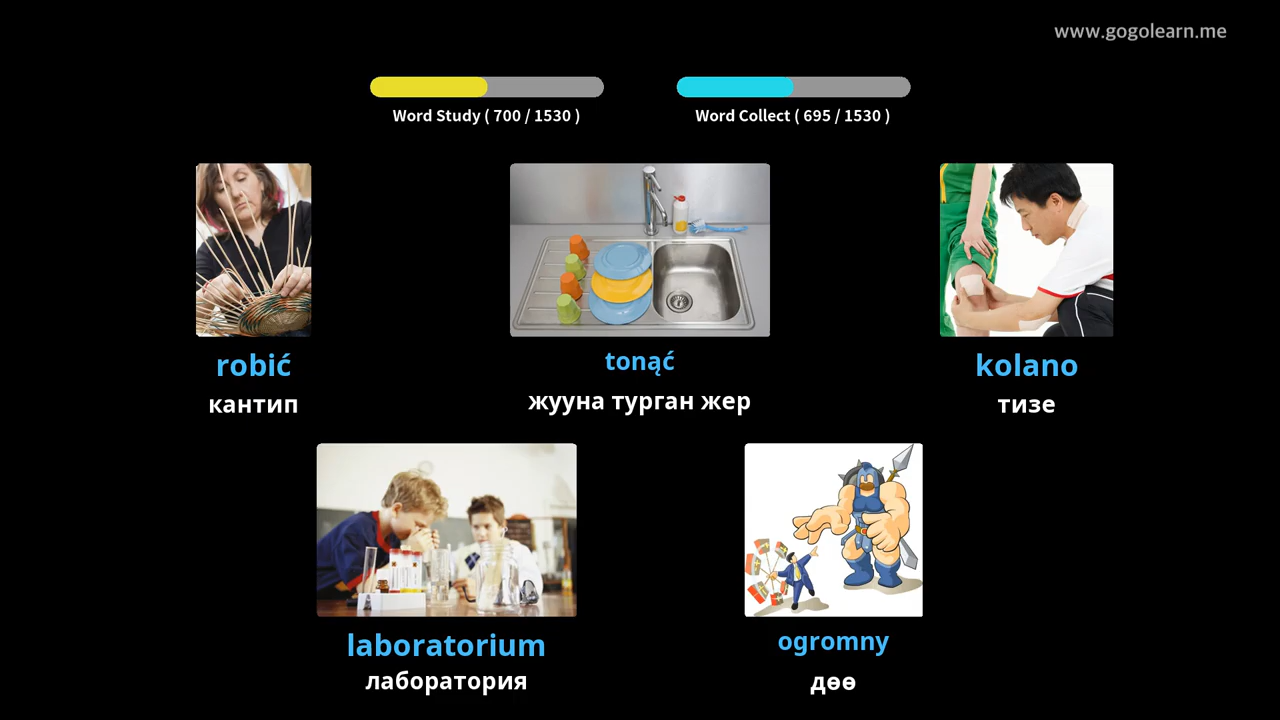 www.gogolearn.me
Word Study ( 700 / 1530 )
Word Collect ( 695 / 1530 )
robić
кантип
tonąć
жууна турган жер
kolano
тизе
laboratorium
лаборатория
ogromny
дөө